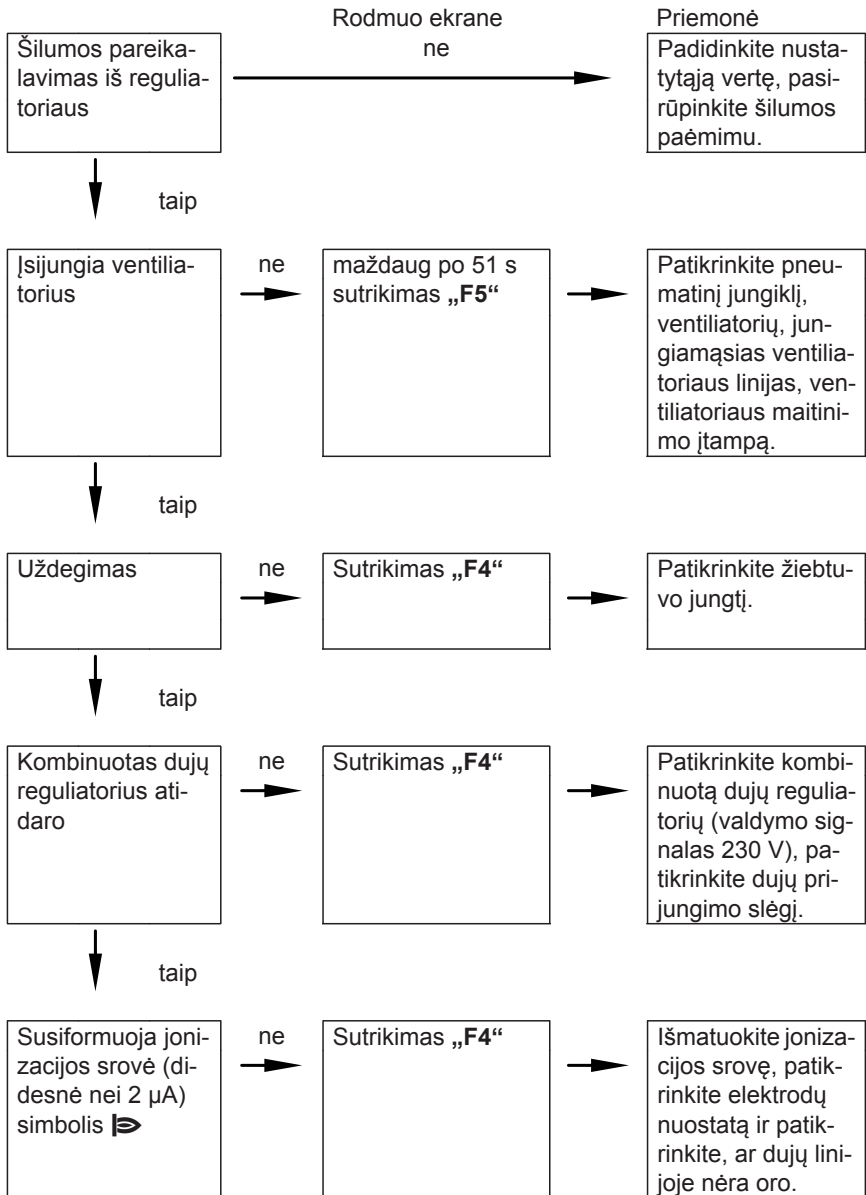 Rodmuo ekrane
Priemonė
Šilumos pareika-
lavimas iš regulia-
toriaus
ne
Padidinkite nusta-
tytąją vertę, pasi-
rūpinkite šilumos
paėmimu.
taip
Įsijungia ventilia-
torius
ne
maždaug po 51 s
sutrikimas „F5“
Patikrinkite pneu-
matinį jungiklį,
ventiliatorių, jun-
giamąsias ventilia-
toriaus linijas, ven-
tiliatoriaus maitini-
mo įtampą.
taip
Uždegimas
ne
Sutrikimas „F4“
Patikrinkite žiebtu-
vo jungtį.
taip
Kombinuotas dujų
reguliatorius ati-
daro
ne
Sutrikimas „F4“
Patikrinkite kombi-
nuotą dujų regulia-
torių (valdymo sig-
nalas 230 V), pa-
tikrinkite dujų pri-
jungimo slėgį.
taip
Susiformuoja joni-
zacijos srovė (di-
desnė nei 2 µA)
simbolis
ne
Sutrikimas „F4“
Išmatuokite joniza-
cijos srovę, patik-
rinkite elektrodų
nuostatą ir patik-
rinkite, ar dujų lini-
joje nėra oro.